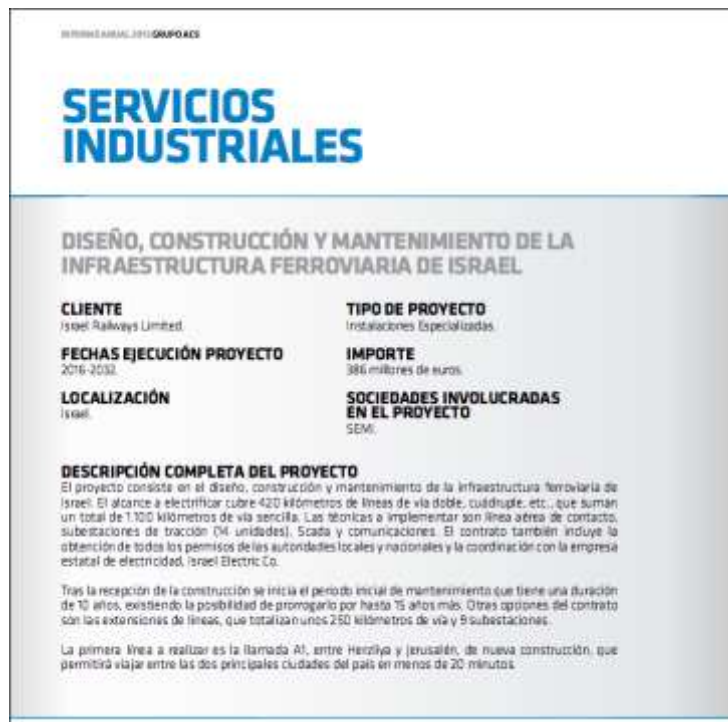 INFORME ANUAL 2015 GRUPO ACS
SERVICIOS
INDUSTRIALES
DISEÑO, CONSTRUCCIÓN Y MANTENIMIENTO DE LA
INFRAESTRUCTURA FERROVIARIA DE ISRAEL
CLIENTE
Israel Railways Limited.
TIPO DE PROYECTO
Instalaciones Especializadas.
FECHAS EJECUCIÓN PROYECTO
2016-2032.
IMPORTE
386 millones de euros.
LOCALIZACIÓN
Israel.
SOCIEDADES INVOLUCRADAS
EN EL PROYECTO
SEMI.
DESCRIPCIÓN COMPLETA DEL PROYECTO
El proyecto consiste en el diseño, construcción y mantenimiento de la infraestructura ferroviaria de
Israel. El alcance a electrificar cubre 420 kilómetros de líneas de vía doble, cuádruple, etc., que suman
un total de 1.100 kilómetros de vía sencilla. Las técnicas a implementar son línea aérea de contacto,
subestaciones de tracción (14 unidades), Scada y comunicaciones. El contrato también incluye la
obtención de todos los permisos de las autoridades locales y nacionales y la coordinación con la empresa
estatal de electricidad, Israel Electric Co.
Tras la recepción de la construcción se inicia el periodo inicial de mantenimiento que tiene una duración
de 10 años, existiendo la posibilidad de prorrogarlo por hasta 15 años más. Otras opciones del contrato
son las extensiones de líneas, que totalizan unos 250 kilómetros de vía y 9 subestaciones.
La primera línea a realizar es la llamada A1, entre Herzliya y Jerusalén, de nueva construcción, que
permitirá viajar entre las dos principales ciudades del país en menos de 20 minutos.